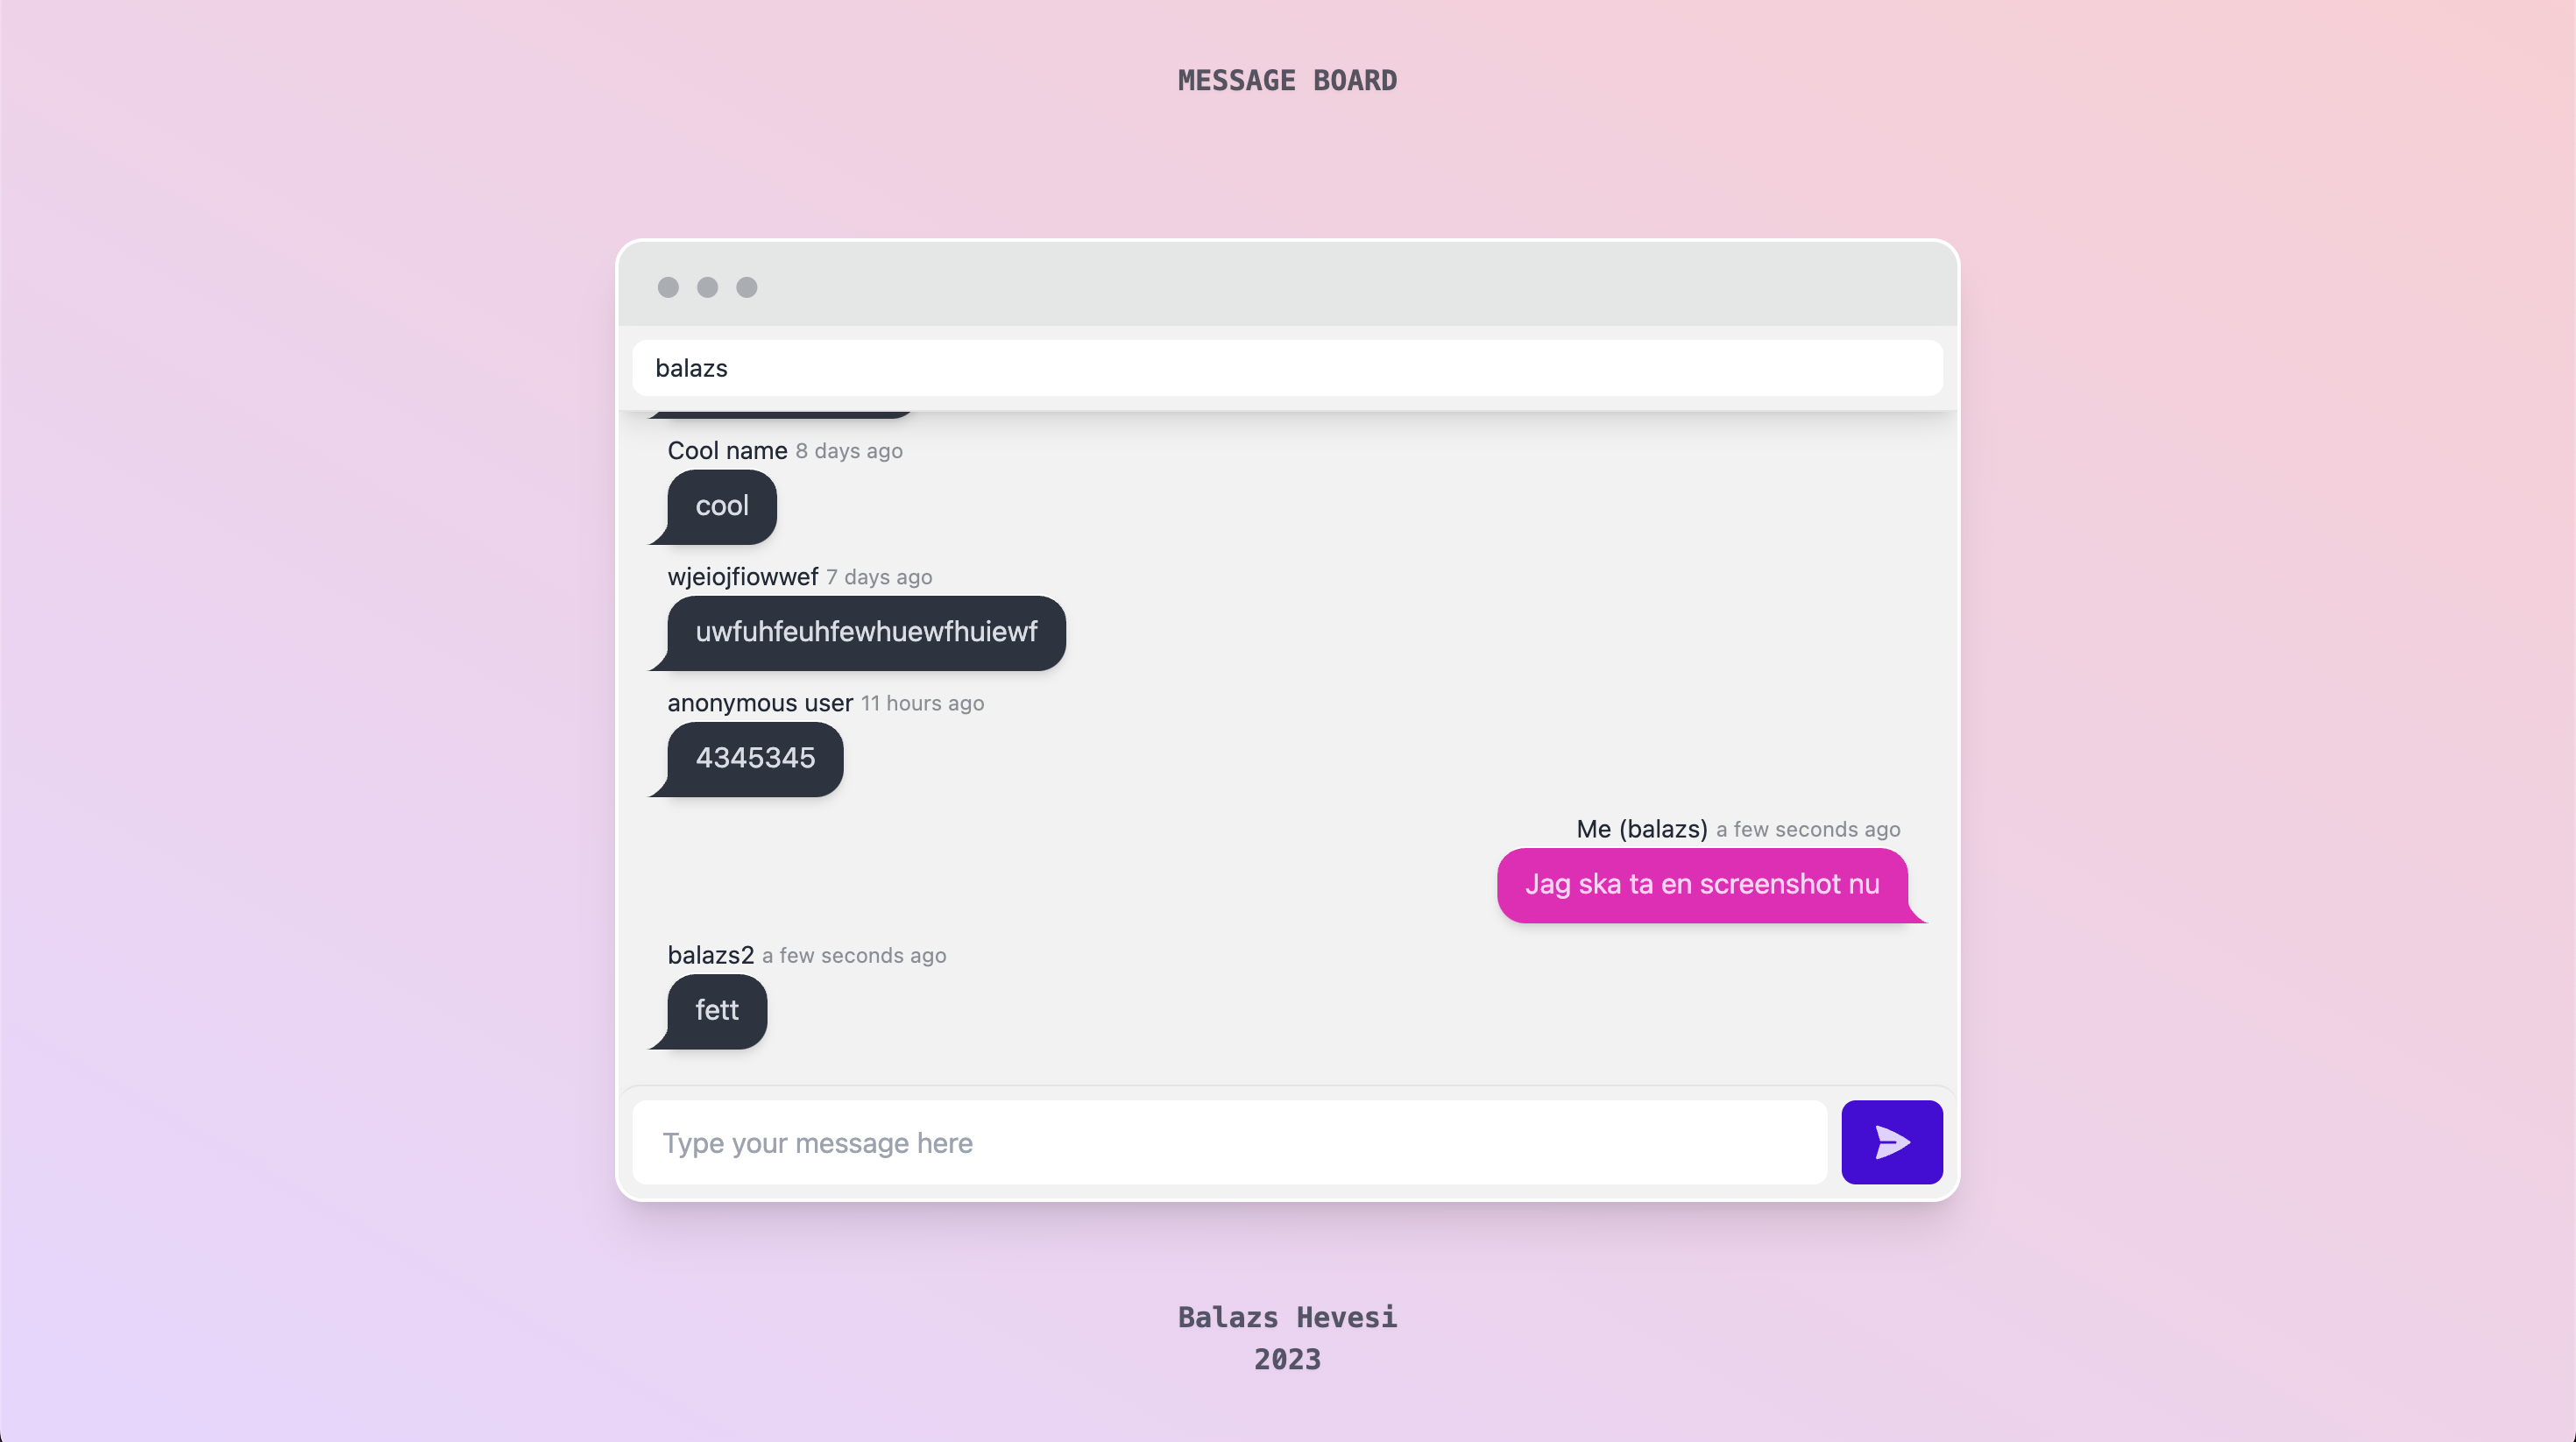 MESSAGE BOARD
balazs
Cool name 8 days ago
cool
wjeiojfiowwef 7 days ago
uwfuhfeuhfewhuewfhuiewf
anonymous user 11 hours ago
4345345
Me (balazs) a few seconds ago
Jag ska ta en screenshot nu
balazs2 a few seconds ago
fett
Type your message here
Balazs Hevesi
2023